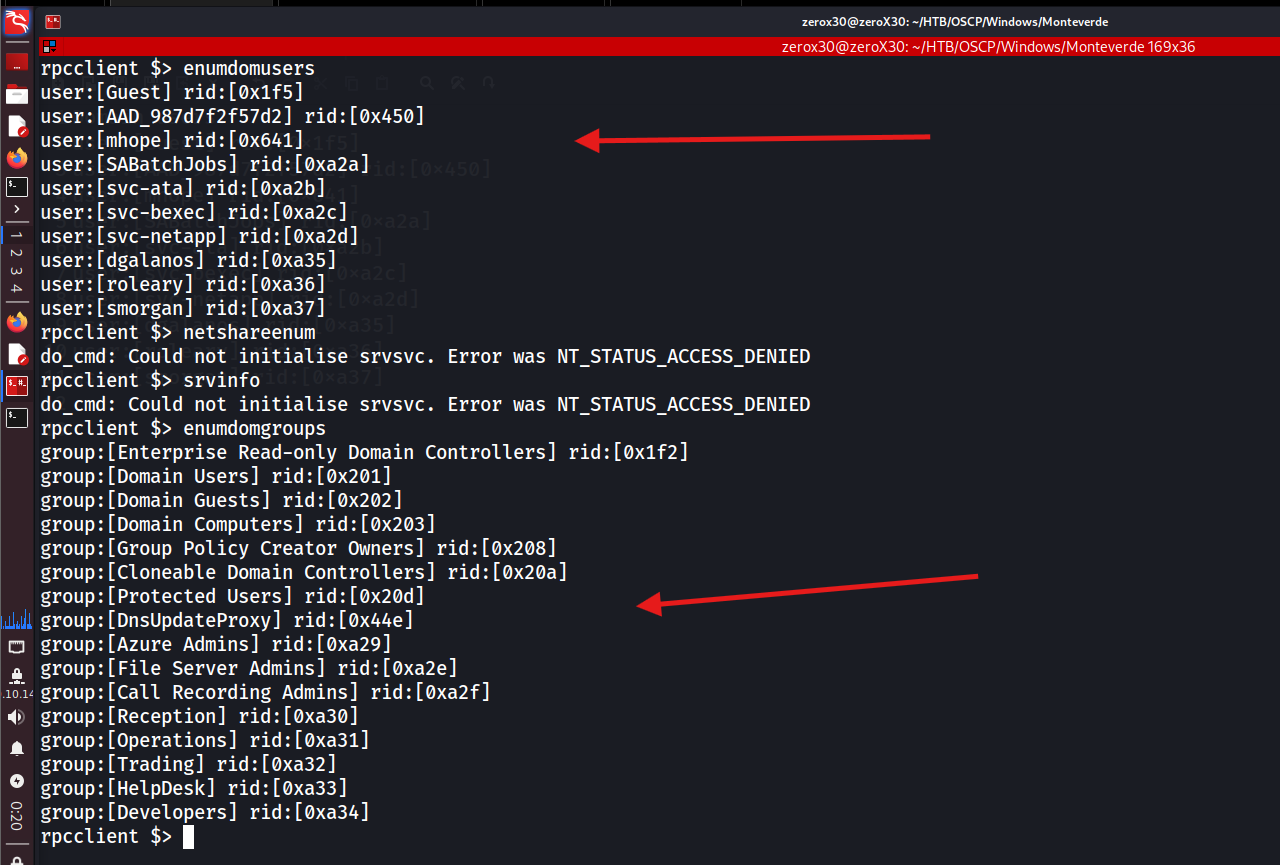 zerox30@zeroX30: ~/HTB/OSCP/Windows/Monteverde
zerox30@zeroX30: ~/HTB/OSCP/Windows/Monteverde 169x36
rpcclient $> enumdomusers
user:[Guest] rid:[0x1f5]
user:[AAD_987d7f2f57d2] rid:[0x450]
user:[mhope] rid:[0x641]
user:[SABatchJobs] rid:[0xa2a]
user:[svc-ata] rid:[0xa2b]
user:[svc-bexec] rid:[0xa2c]
user:[svc-netapp] rid:[0xa2d]
user:[dgalanos] rid:[0xa35]
user:[roleary] rid:[0xa36]
user:[smorgan] rid:[0xa37]
rpcclient $> netshareenum
do_cmd: Could not initialise srvsvc. Error was NT_STATUS_ACCESS_DENIED
rpcclient $> srvinfo
do_cmd: Could not initialise srvsvc. Error was NT_STATUS_ACCESS_DENIED
rpcclient $> enumdomgroups
group:[Enterprise Read-only Domain Controllers] rid:[0x1f2]
group:[Domain Users] rid:[0x201]
group:[Domain Guests] rid:[0x202]
group:[Domain Computers] rid:[0x203]
group:[Group Policy Creator Owners] rid:[0x208]
group:[Cloneable Domain Controllers] rid:[0x20a]
group:[Protected Users] rid:[0x20d]
group:[DnsUpdateProxy] rid:[0x44e]
group:[Azure Admins] rid:[0xa29]
group:[File Server Admins] rid:[0xa2e]
group:[Call Recording Admins] rid:[0xa2f]
group:[Reception] rid:[0xa30]
group:[Operations] rid:[0xa31]
group:[Trading] rid:[0xa32]
group:[HelpDesk] rid:[0xa33]
group:[Developers] rid:[0xa34]
rpcclient $>
1
2
3
4
.10.14
0:20